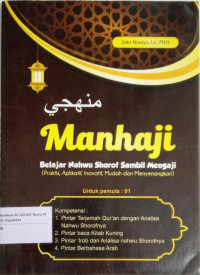 منهجي
Manhaji
Belajar Nahwu Shorof Sambil Mengaji
(Praktis, Aplikatif, Inovatif, Mudah dan Menyenangkan)
Untuk pemula : 01
Kompetensi :
1. Pintar Terjemah Qur'an dengan Analisa
Nahwu Shorofnya
2. Pintar baca Kitab Kuning
3. Pintar 'Irob dan Analisa nahwu Shorofnya
4. Pintar Berbahasa Arab